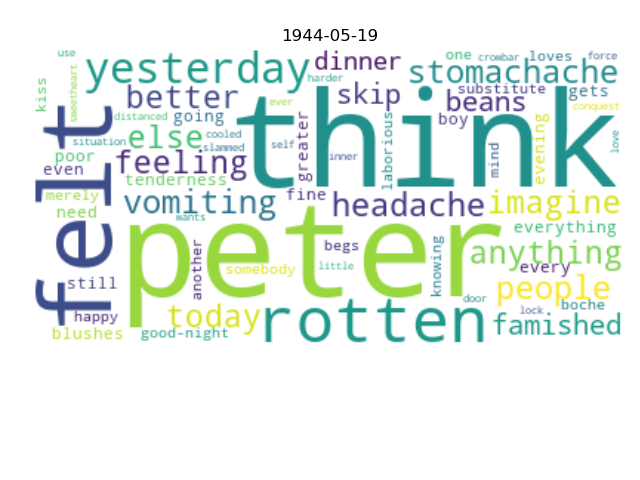 1944-05-19
use
yesterday
dinner
one
crowbar
loves
force
kiss
sweetheart
harder
stomachache
better
skip
substitute
gets
beans
conquest
felt
distanced
going
ever
think
boy
situation
else
cooled
slammed
self
greater
laborious
mind
evening
love
poor
feeling
inner
even
tenderness
merely
vomiting
fine
headache
imagine
need
wants
peter
everything
another
begs
knowing
anything
somebody
little
every
still
people
happy
today
rotten
door
lock
boche
blushes
good-night
famished